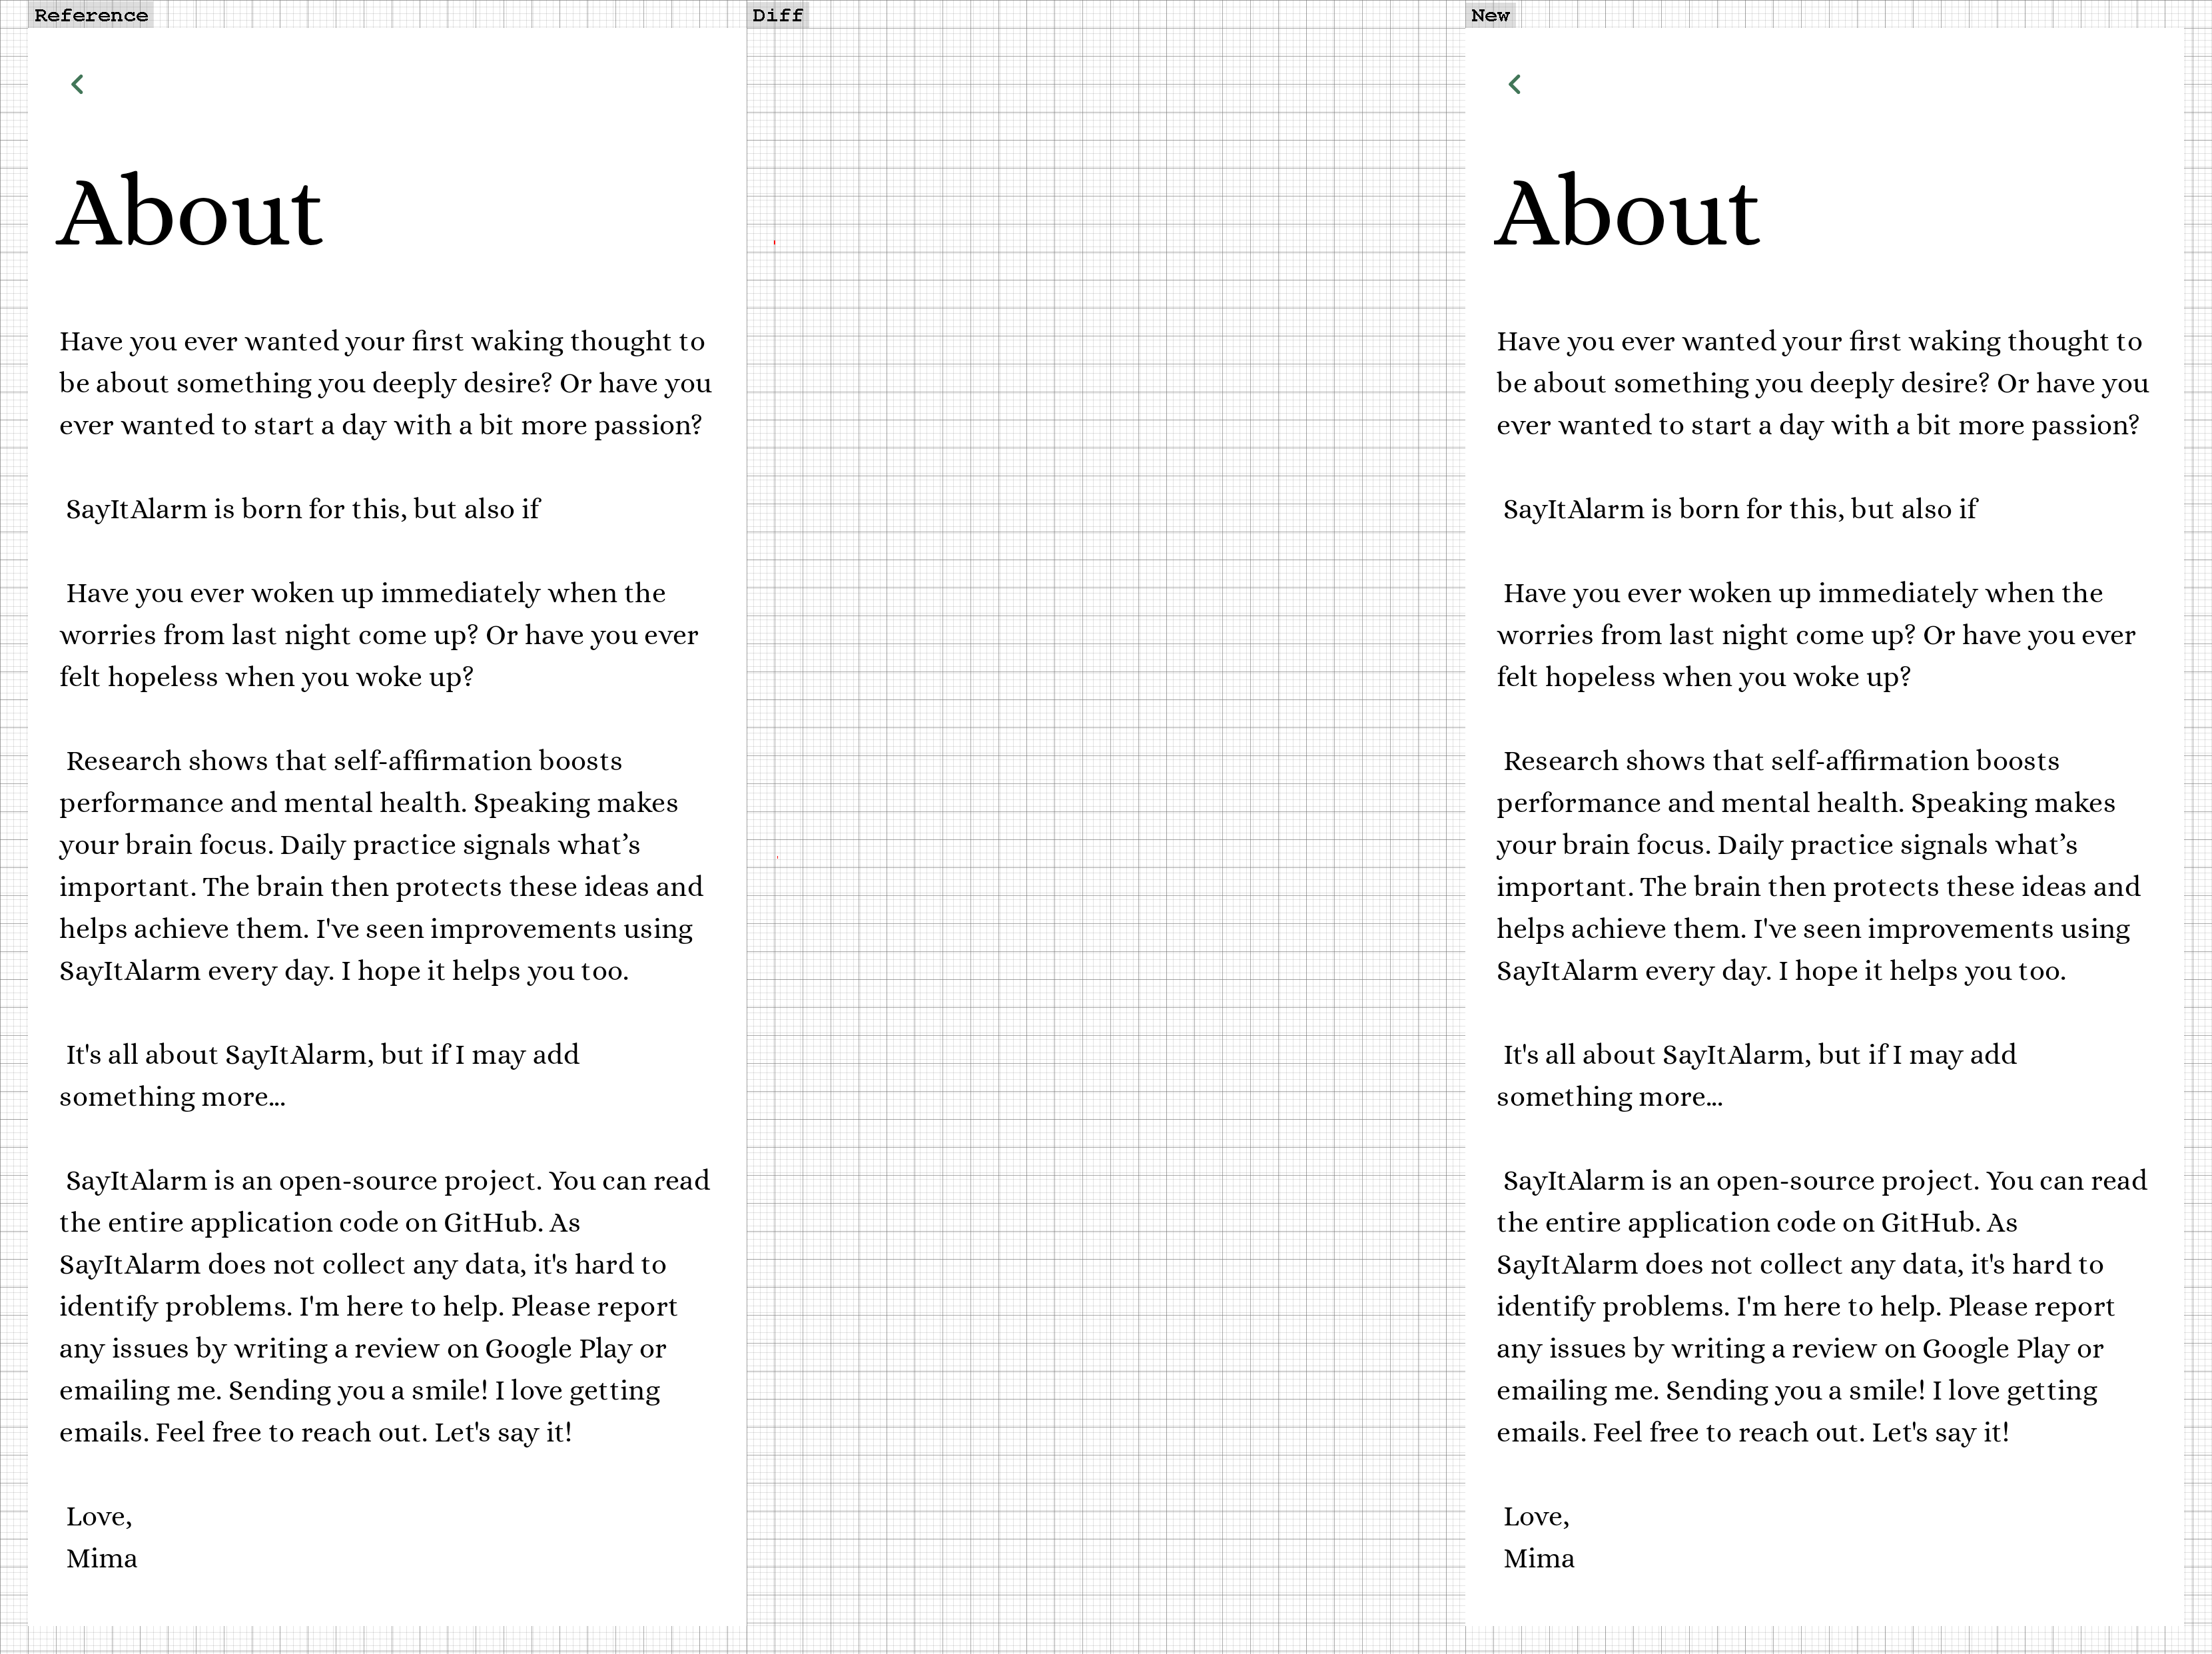 Reference
Diff
New
About
Have you ever wanted your first waking thought to
be about something you deeply desire? Or have you
ever wanted to start a day with a bit more passion?
SayItAlarm is born for this, but also if
Have you ever woken up immediately when the
worries from last night come up? Or have you ever
felt hopeless when you woke up?
Research shows that self-affirmation boosts
performance and mental health. Speaking makes
your brain focus. Daily practice signals what’s
important. The brain then protects these ideas and
helps achieve them. I've seen improvements using
SayItAlarm every day. I hope it helps you too.
It's all about SayItAlarm, but if I may add
something more...
SayItAlarm is an open-source project. You can read
the entire application code on GitHub. As
SayItAlarm does not collect any data, it's hard to
identify problems. I'm here to help. Please report
any issues by writing a review on Google Play or
emailing me. Sending you a smile! I love getting
emails. Feel free to reach out. Let's say it!
Love,
Mima
About
Have you ever wanted your first waking thought to
be about something you deeply desire? Or have you
ever wanted to start a day with a bit more passion?
SayItAlarm is born for this, but also if
Have you ever woken up immediately when the
worries from last night come up? Or have you ever
felt hopeless when you woke up?
Research shows that self-affirmation boosts
performance and mental health. Speaking makes
your brain focus. Daily practice signals what’s
important. The brain then protects these ideas and
helps achieve them. I've seen improvements using
SayItAlarm every day. I hope it helps you too.
It's all about SayItAlarm, but if I may add
something more...
SayItAlarm is an open-source project. You can read
the entire application code on GitHub. As
SayItAlarm does not collect any data, it's hard to
identify problems. I'm here to help. Please report
any issues by writing a review on Google Play or
emailing me. Sending you a smile! I love getting
emails. Feel free to reach out. Let's say it!
Love,
Mima